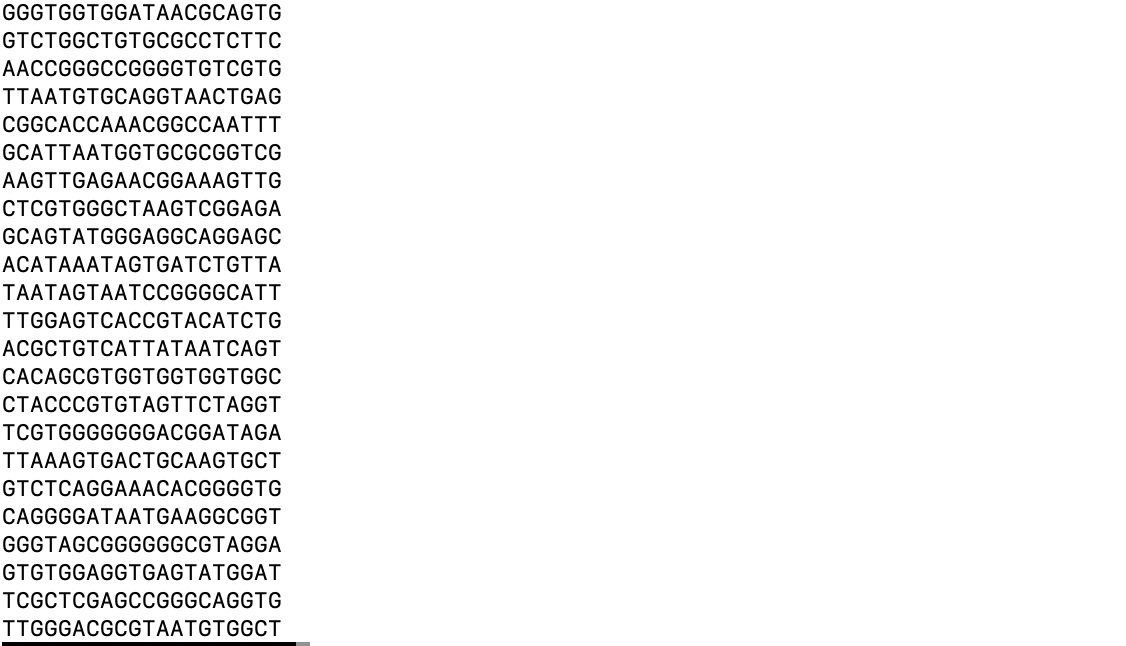 GGGTGGTGGATAACGCAGTG
GTCTGGCTGTGCGCCTCTTC
AACCGGGCCGGGGTGTCGTG
TTAATGTGCAGGTAACTGAG
CGGCACCAAACGGCCAATTT
GCATTAATGGTGCGCGGTCG
AAGTTGAGAACGGAAAGTTG
CTCGTGGGCTAAGTCGGAGA
GCAGTATGGGAGGCAGGAGC
ACATAAATAGTGATCTGTTA
TAATAGTAATCCGGGGCATT
TTGGAGTCACCGTACATCTG
ACGCTGTCATTATAATCAGT
CACAGCGTGGTGGTGGTGGC
CTACCCGTGTAGTTCTAGGT
TCGTGGGGGGGACGGATAGA
TTAAAGTGACTGCAAGTGCT
GTCTCAGGAAACACGGGGTG
CAGGGGATAATGAAGGCGGT
GGGTAGCGGGGGGCGTAGGA
GTGTGGAGGTGAGTATGGAT
TCGCTCGAGCCGGGCAGGTG
TTGGGACGCGTAATGTGGCT